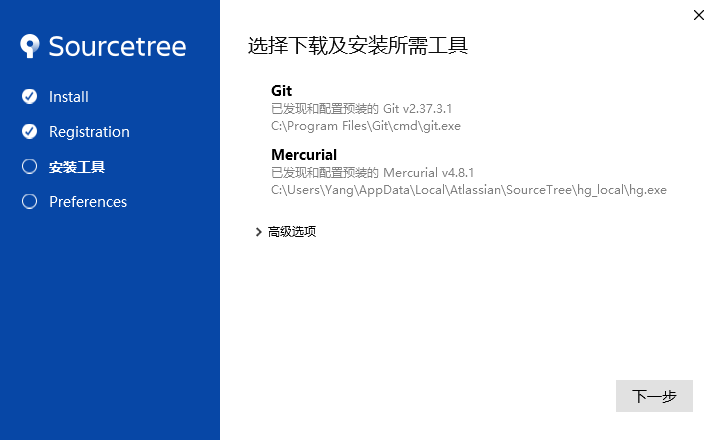 Sourcetree
Install
Registration
安装工具
Preferences
选择下载及安装所需工具
Git
已发现和配置预装的 Git v2.37.3.1
C:\Program Files\Git\cmd\git.exe
Mercurial
已发现和配置预装的 Mercurial v4.8.1
C:\Users\Yang\AppData\Local\Atlassian\SourceTree\hg_local\hg.exe
高级选项
下一步